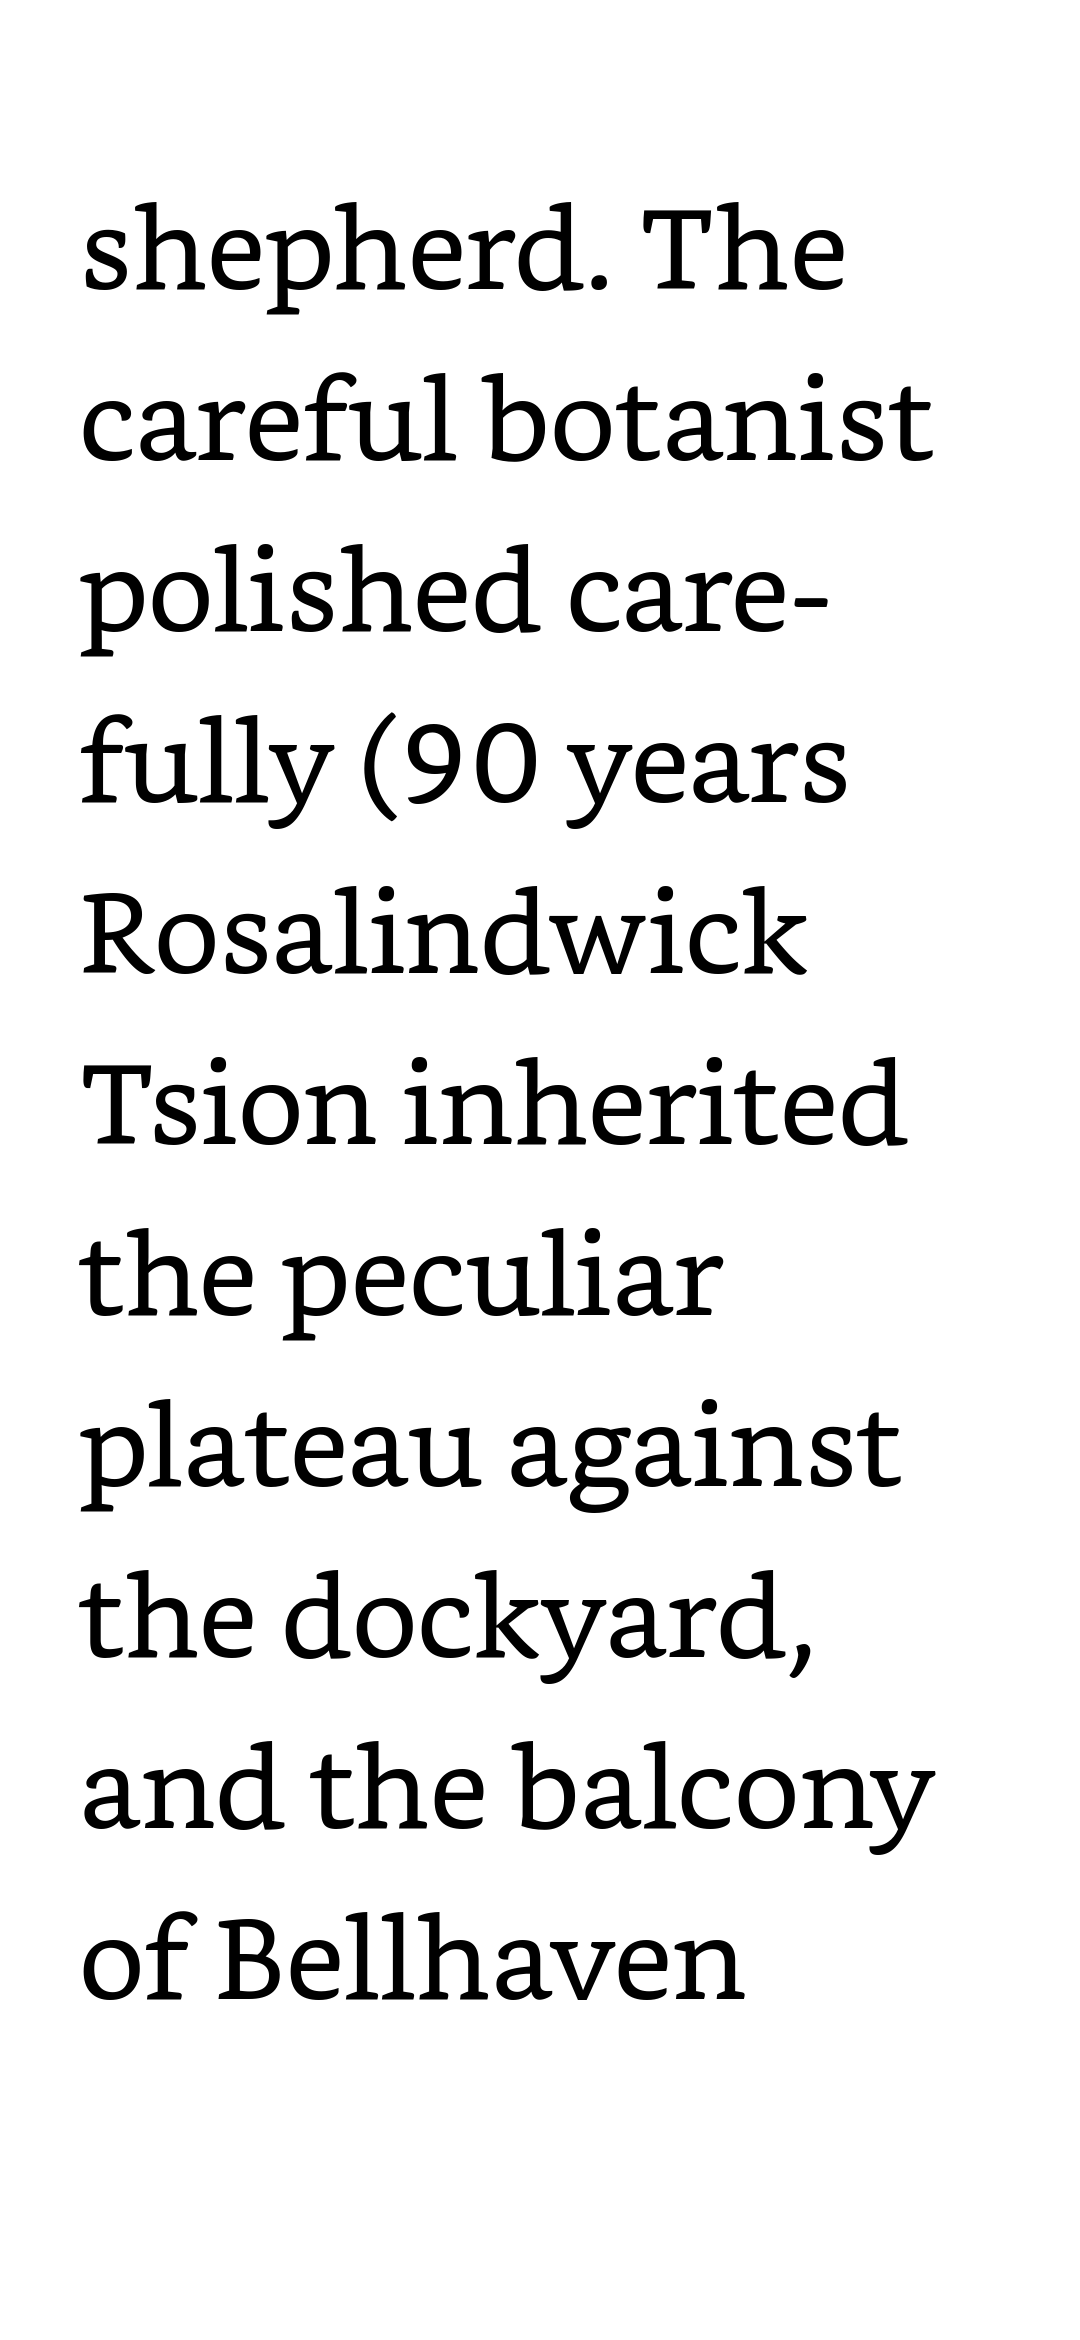 shepherd. The
careful botanist
polished care-
fully (90 years
Rosalindwick
Tsion inherited
the peculiar
plateau against
the dockyard,
and the balcony
of Bellhaven